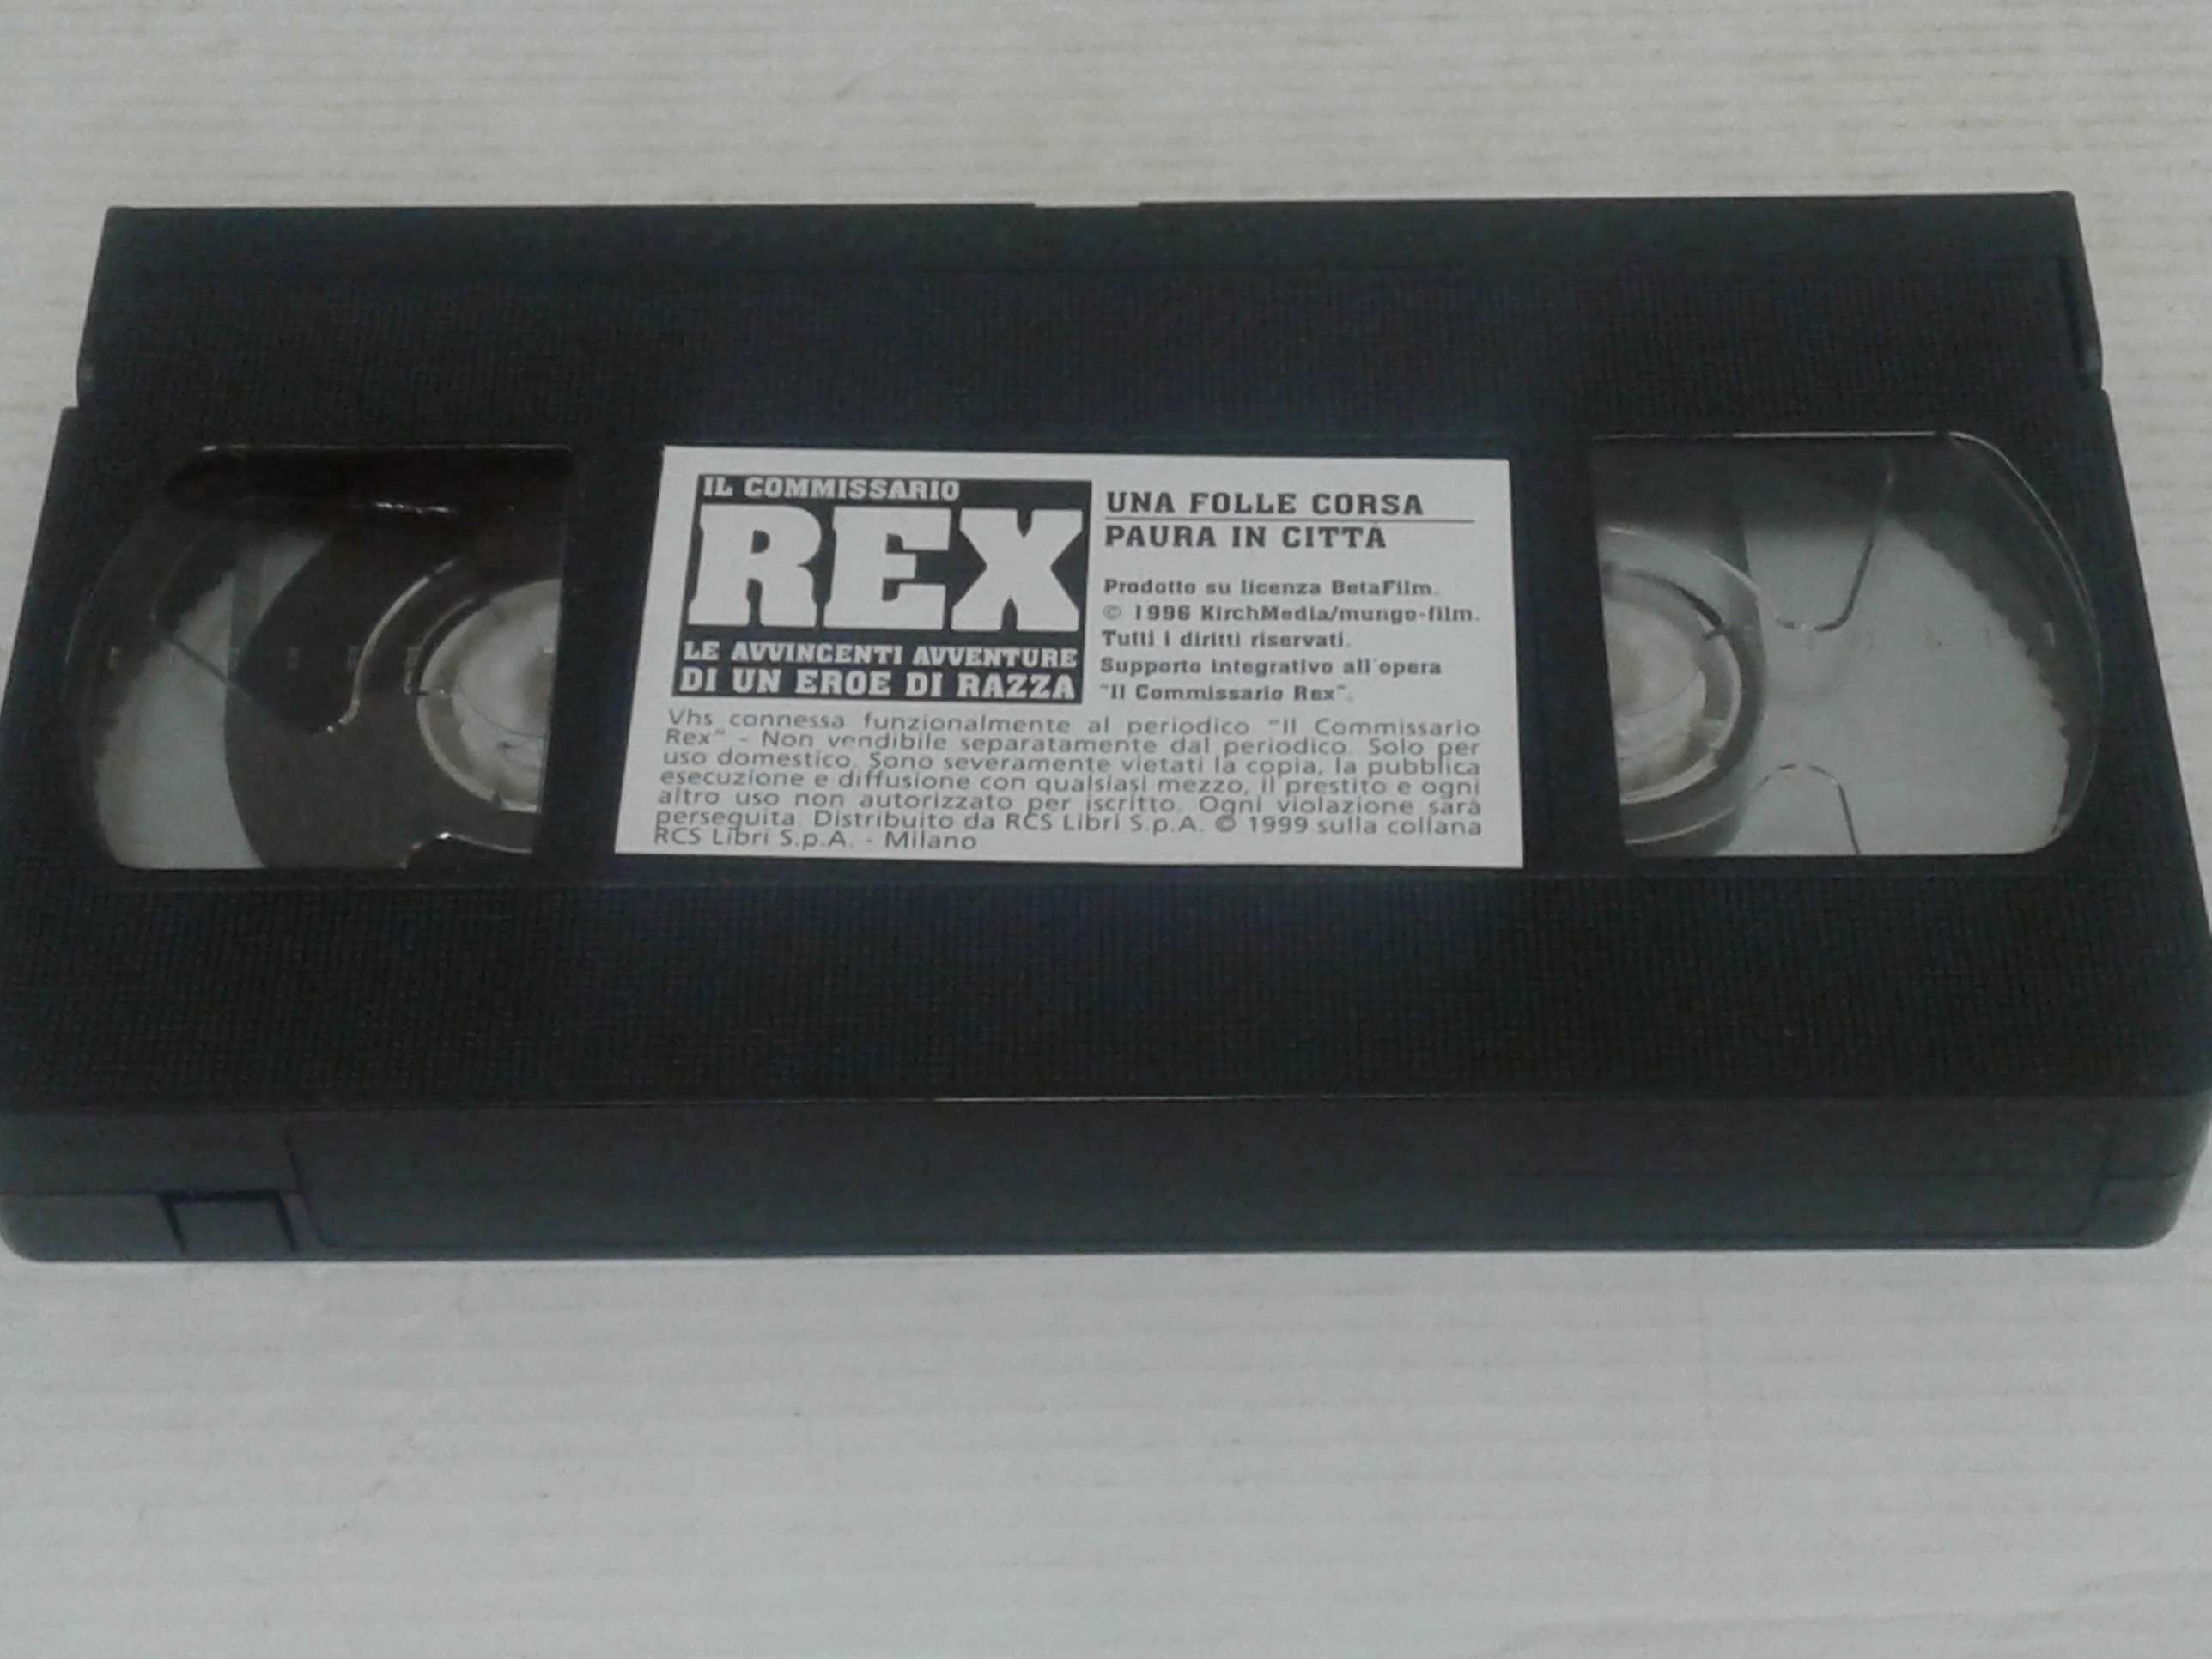 IL COMMISSARIO
REX
LE AVVINCENTI AVVENTURE
DI UN EROE DI RAZZA
UNA FOLLE CORSA
PAURA IN CITTÀ
Prodotto su licenza BetaFilm.
© 1996 KirchMedia/mungo-film.
Tutti i diritti riservati.
Supporto integrativo all'opera
"Il Commissario Rex".
Vhs connessa funzionalmente al periodico "Il Commissario
Rex" - Non vendibile separatamente dal periodico. Solo per
uso domestico. Sono severamente vietati la copia, la pubblica
esecuzione e diffusione con qualsiasi mezzo, il prestito e ogni
altro uso non autorizzato per iscritto. Ogni violazione sarà
perseguita. Distribuito da RCS Libri S.p.A. © 1999 sulla collana
RCS Libri S.p.A. - Milano